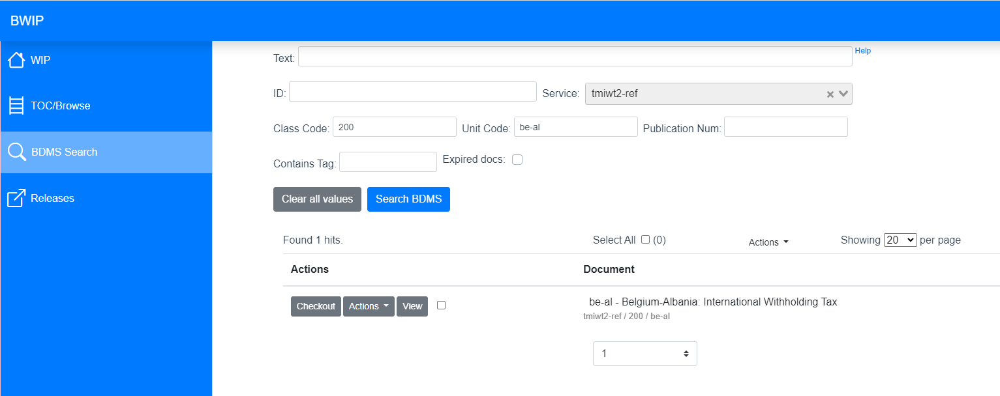 BWIP
WIP
TOC/Browse
BDMS Search
Releases
Text:
Help
ID:
Service: tmiwt2-ref
Class Code: 200 Unit Code: be-al Publication Num:
Contains Tag: Expired docs:
Clear all values Search BDMS
Found 1 hits. Select All (0) Actions Showing 20 per page
Actions Document
Checkout Actions View be-al - Belgium-Albania: International Withholding Tax
tmiwt2-ref / 200 / be-al
1